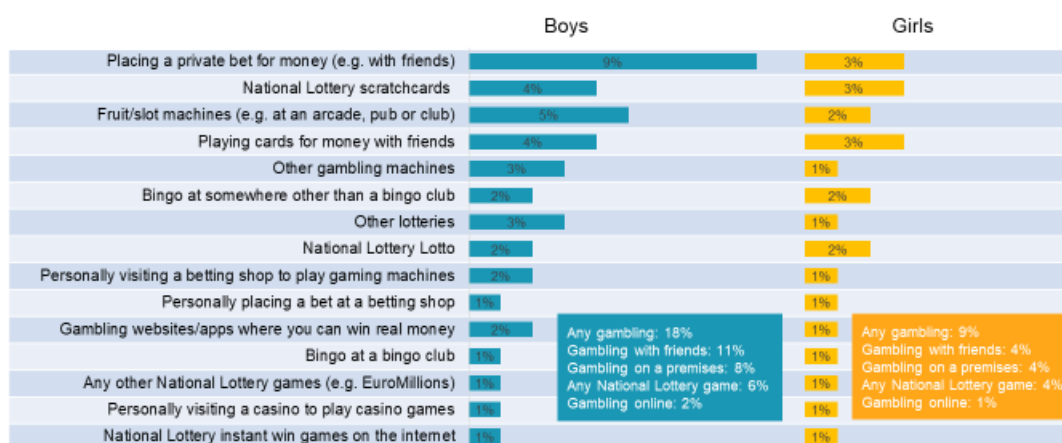 Boys Girls
Placing a private bet for money (e.g. with friends) 9% 3%
National Lottery scratchcards 4% 3%
Fruit/slot machines (e.g. at an arcade, pub or club) 5% 2%
Playing cards for money with friends 4% 3%
Other gambling machines 3% 1%
Bingo at somewhere other than a bingo club 2% 2%
Other lotteries 3% 1%
National Lottery Lotto 2% 2%
Personally visiting a betting shop to play gaming machines 2% 1%
Personally placing a bet at a betting shop 1% 1%
Gambling websites/apps where you can win real money 2% 1%
Bingo at a bingo club 1% 1%
Any other National Lottery games (e.g. EuroMillions) 1% 1%
Personally visiting a casino to play casino games 1% 1%
National Lottery instant win games on the internet 1% 1%
Any gambling: 18%
Gambling with friends: 11%
Gambling on a premises: 8%
Any National Lottery game: 6%
Gambling online: 2%
Any gambling: 9%
Gambling with friends: 4%
Gambling on a premises: 4%
Any National Lottery game: 4%
Gambling online: 1%